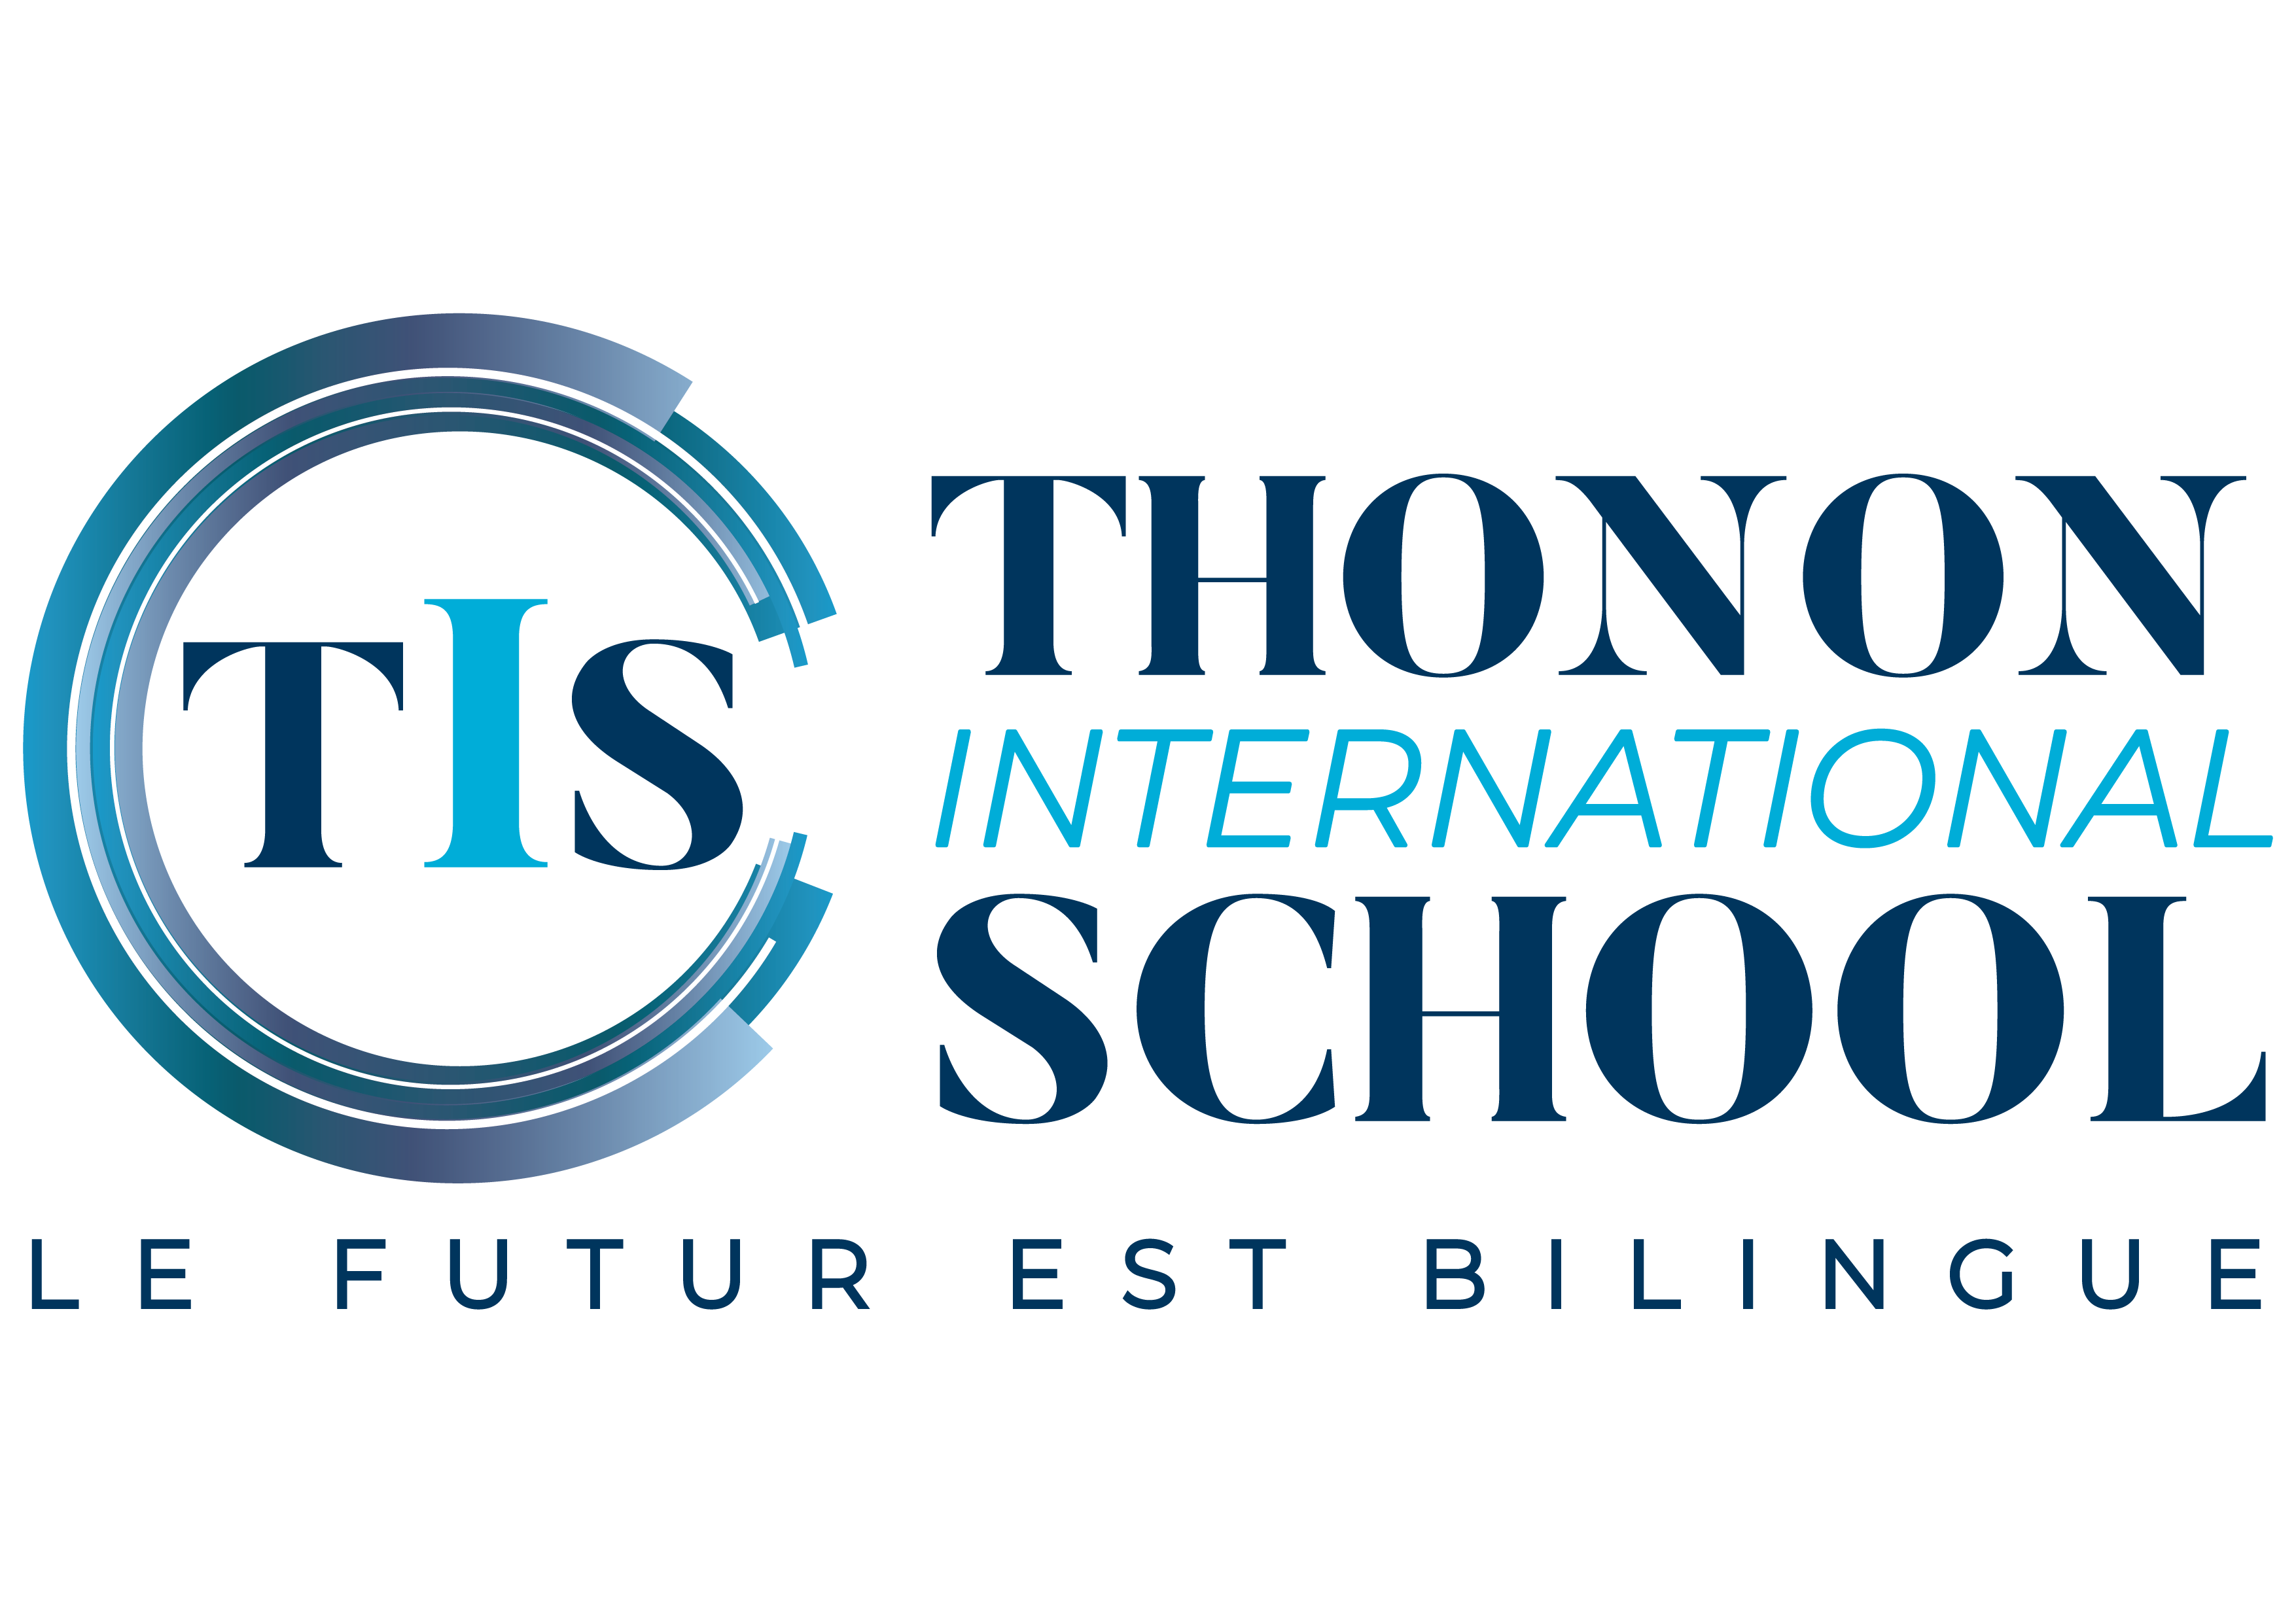 TIS
THONON
INTERNATIONAL
SCHOOL
LE FUTUR EST BILINGUE